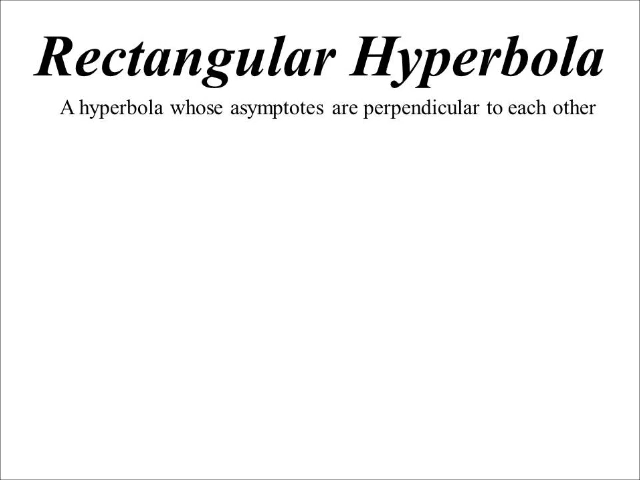 Rectangular Hyperbola
A hyperbola whose asymptotes are perpendicular to each other